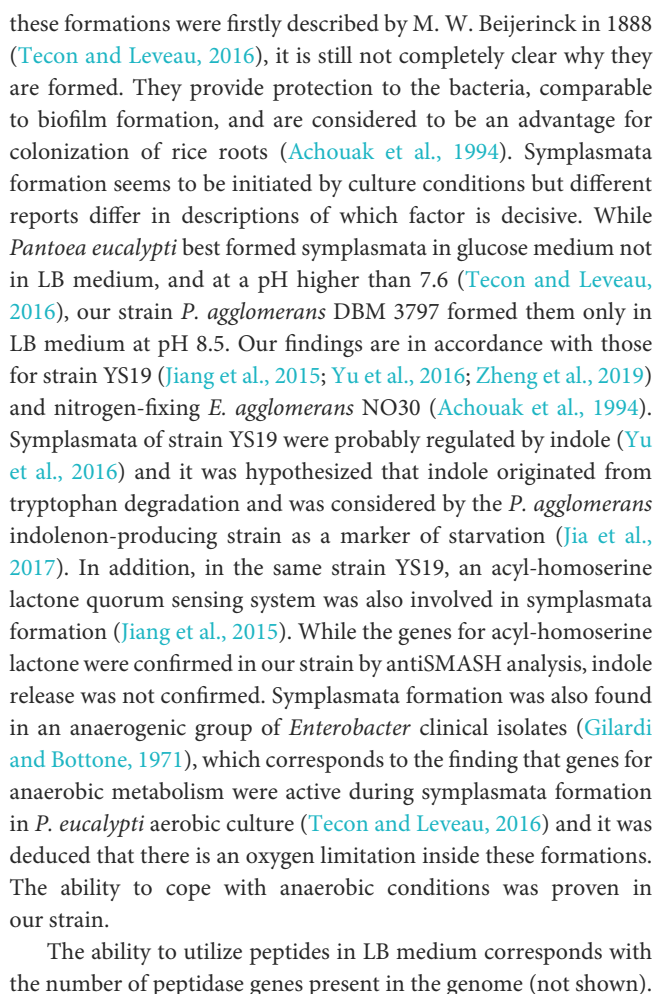 these formations were firstly described by M. W. Beijerinck in 1888
(Tecon and Leveau, 2016), it is still not completely clear why they
are formed. They provide protection to the bacteria, comparable
to biofilm formation, and are considered to be an advantage for
colonization of rice roots (Achouak et al., 1994). Symplasmata
formation seems to be initiated by culture conditions but different
reports differ in descriptions of which factor is decisive. While
Pantoea eucalypti best formed symplasmata in glucose medium not
in LB medium, and at a pH higher than 7.6 (Tecon and Leveau,
2016), our strain P. agglomerans DBM 3797 formed them only in
LB medium at pH 8.5. Our findings are in accordance with those
for strain YS19 (Jiang et al., 2015; Yu et al., 2016; Zheng et al., 2019)
and nitrogen-fixing E. agglomerans NO30 (Achouak et al., 1994).
Symplasmata of strain YS19 were probably regulated by indole (Yu
et al., 2016) and it was hypothesized that indole originated from
tryptophan degradation and was considered by the P. agglomerans
indolenon-producing strain as a marker of starvation (Jia et al.,
2017). In addition, in the same strain YS19, an acyl-homoserine
lactone quorum sensing system was also involved in symplasmata
formation (Jiang et al., 2015). While the genes for acyl-homoserine
lactone were confirmed in our strain by antiSMASH analysis, indole
release was not confirmed. Symplasmata formation was also found
in an anaerogenic group of Enterobacter clinical isolates (Gilardi
and Bottone, 1971), which corresponds to the finding that genes for
anaerobic metabolism were active during symplasmata formation
in P. eucalypti aerobic culture (Tecon and Leveau, 2016) and it was
deduced that there is an oxygen limitation inside these formations.
The ability to cope with anaerobic conditions was proven in
our strain.
The ability to utilize peptides in LB medium corresponds with
the number of peptidase genes present in the genome (not shown).